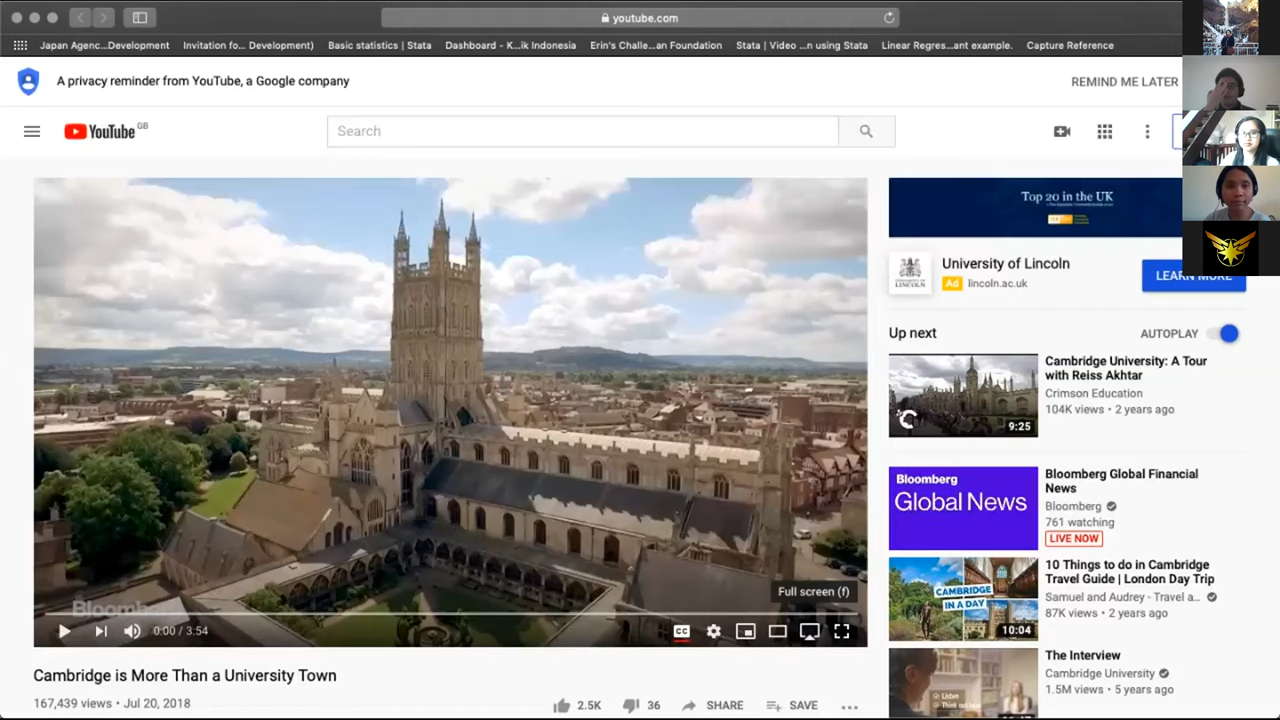 youtube.com
Japan Agenc...Development
Invitation fo... Development)
Basic statistics | Stata
Dashboard - K...ik Indonesia
Erin's Challe...an Foundation
Stata | Video ...n using Stata
Linear Regres...ant example.
Capture Reference
A privacy reminder from YouTube, a Google company
REMIND ME LATER
YouTube GB
Search
Top 20 in the UK
University of Lincoln
Ad lincoln.ac.uk
LEARN MORE
UNIVERSITY OF
LINCOLN
Up next
AUTOPLAY
Cambridge University: A Tour
with Reiss Akhtar
Crimson Education
104K views • 2 years ago
9:25
Bloomberg
Global News
Bloomberg Global Financial
News
Bloomberg
761 watching
LIVE NOW
CAMBRIDGE
IN A DAY
10:04
10 Things to do in Cambridge
Travel Guide | London Day Trip
Samuel and Audrey - Travel a...
87K views • 2 years ago
Listen
The Interview
Cambridge University
1.5M views • 5 years ago
Full screen (f)
0:00 / 3:54
CC
Cambridge is More Than a University Town
167,439 views • Jul 20, 2018
2.5K
36
SHARE
SAVE